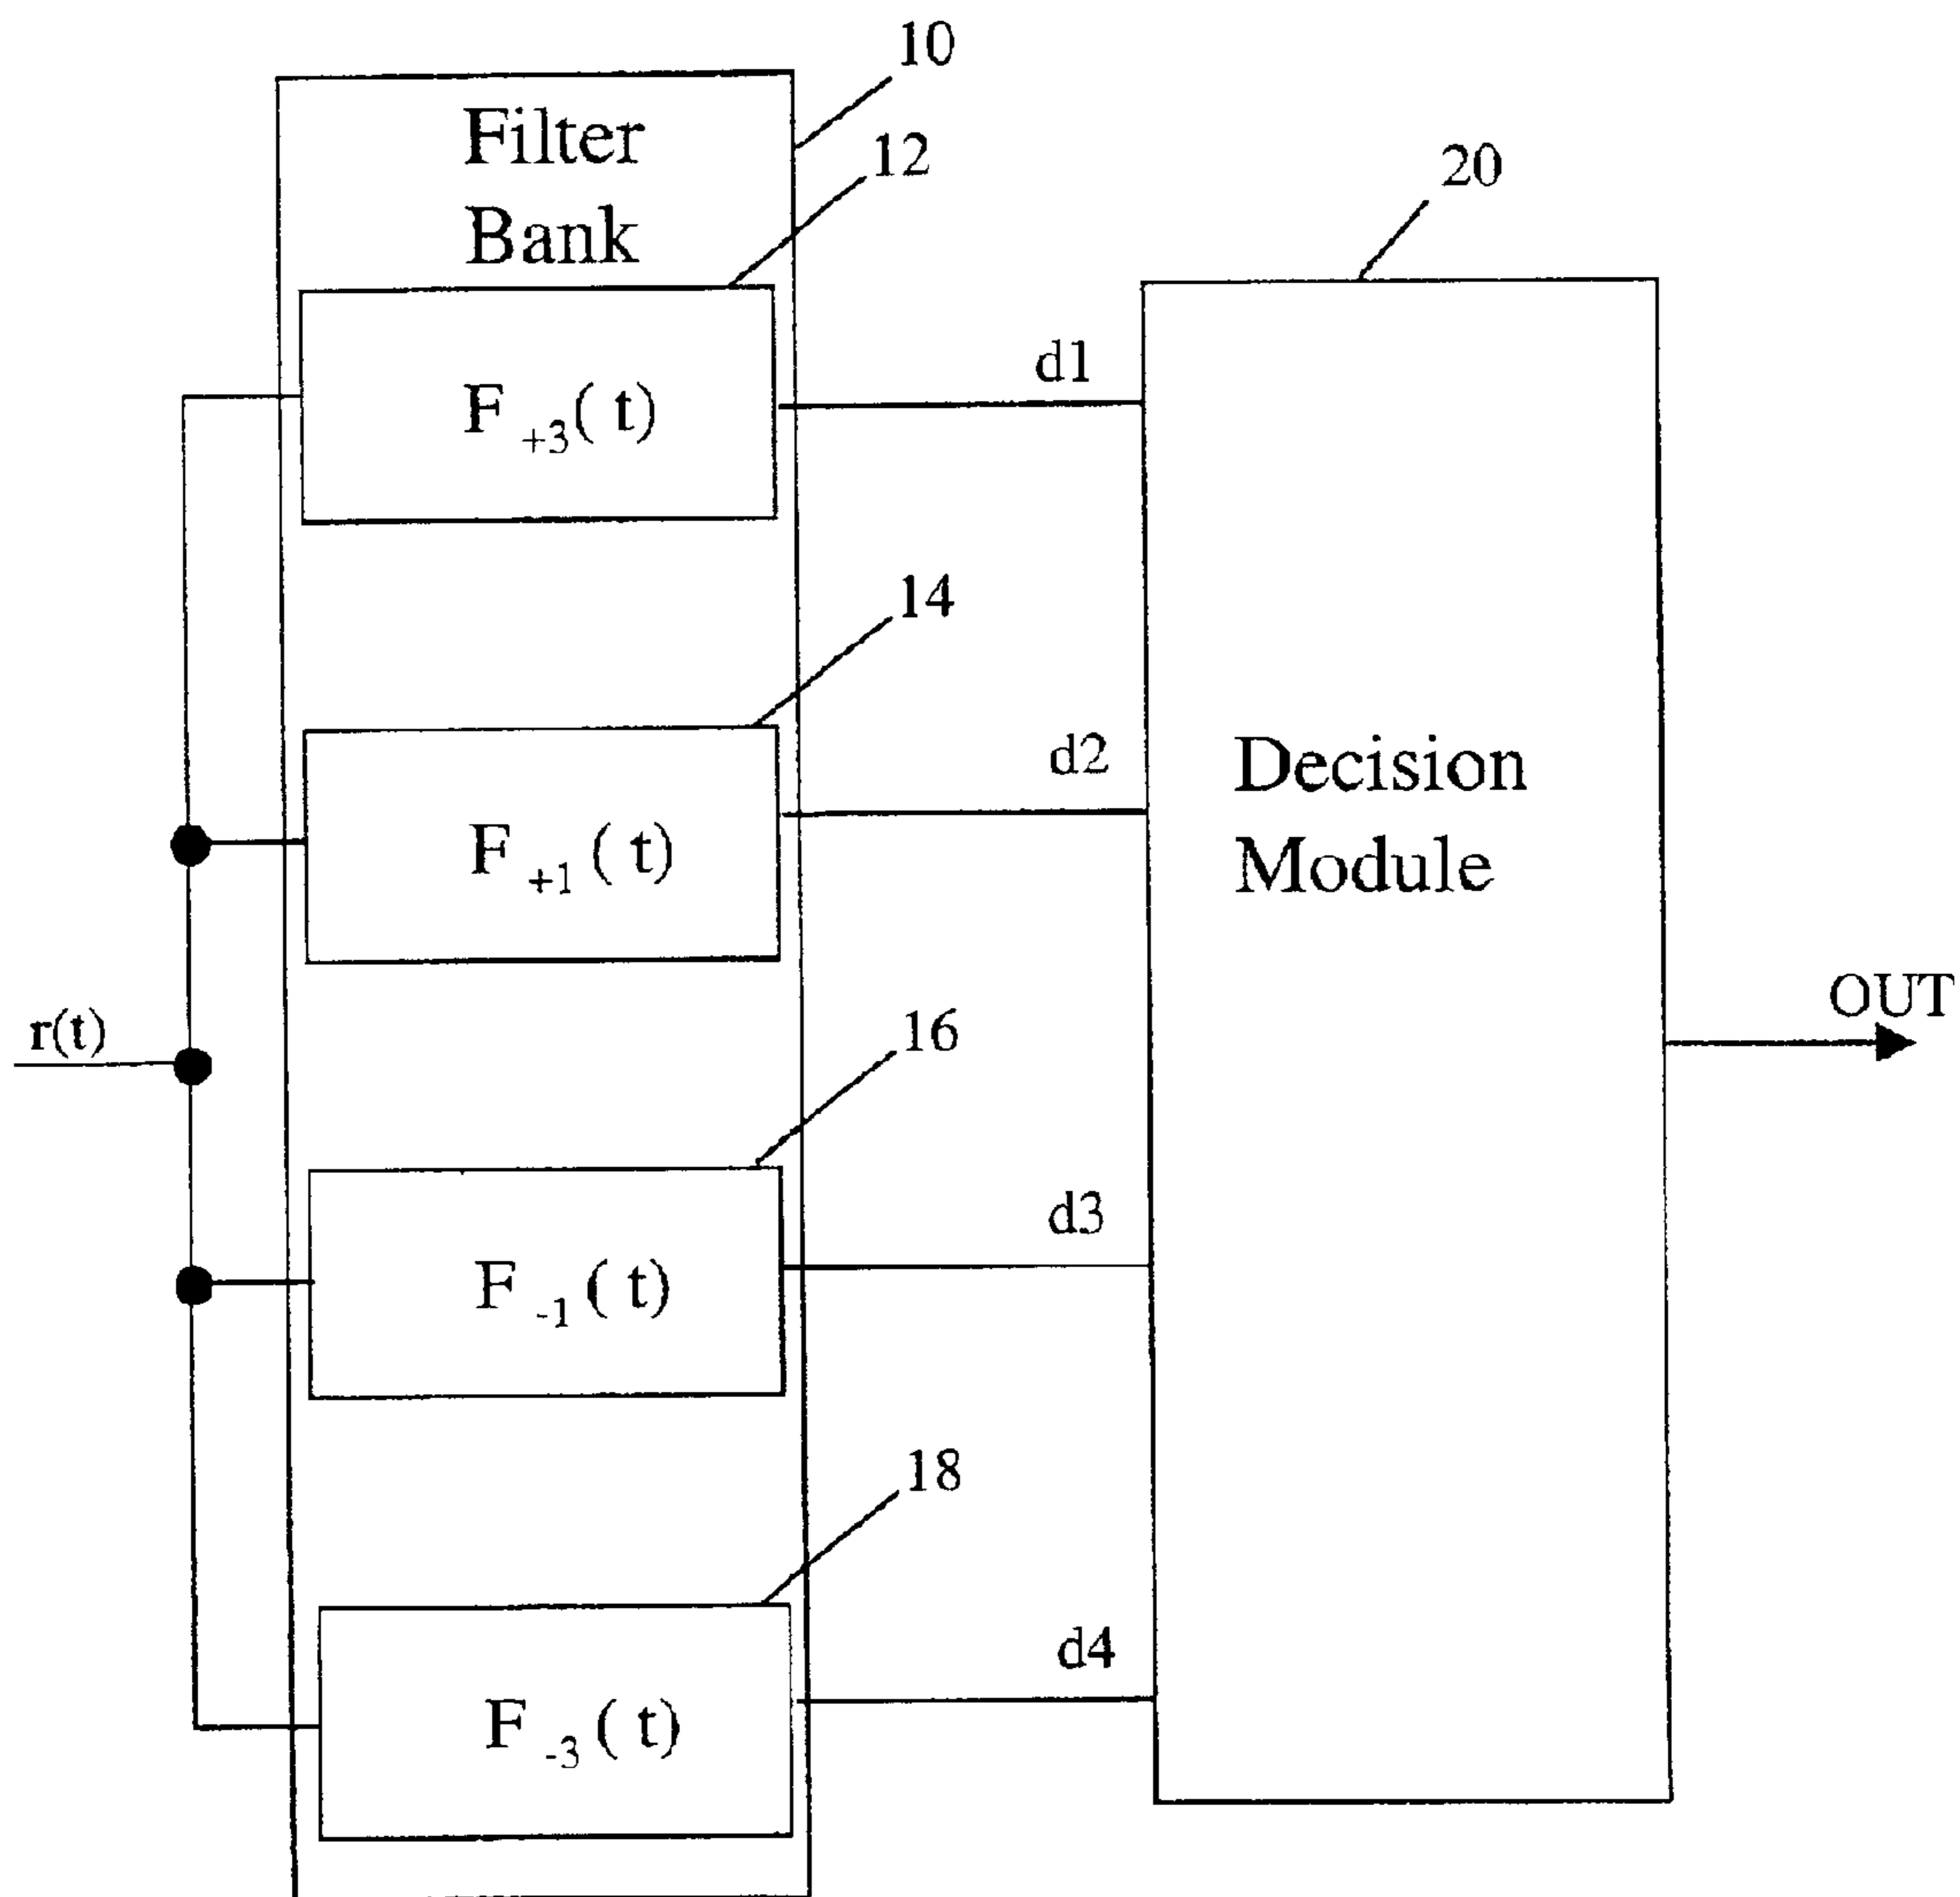 10
Filter
Bank
12
20
F +3 ( t )
d1
14
F +1 ( t )
d2
Decision
Module
r(t)
16
OUT
F -1 ( t )
d3
18
F -3 ( t )
d4